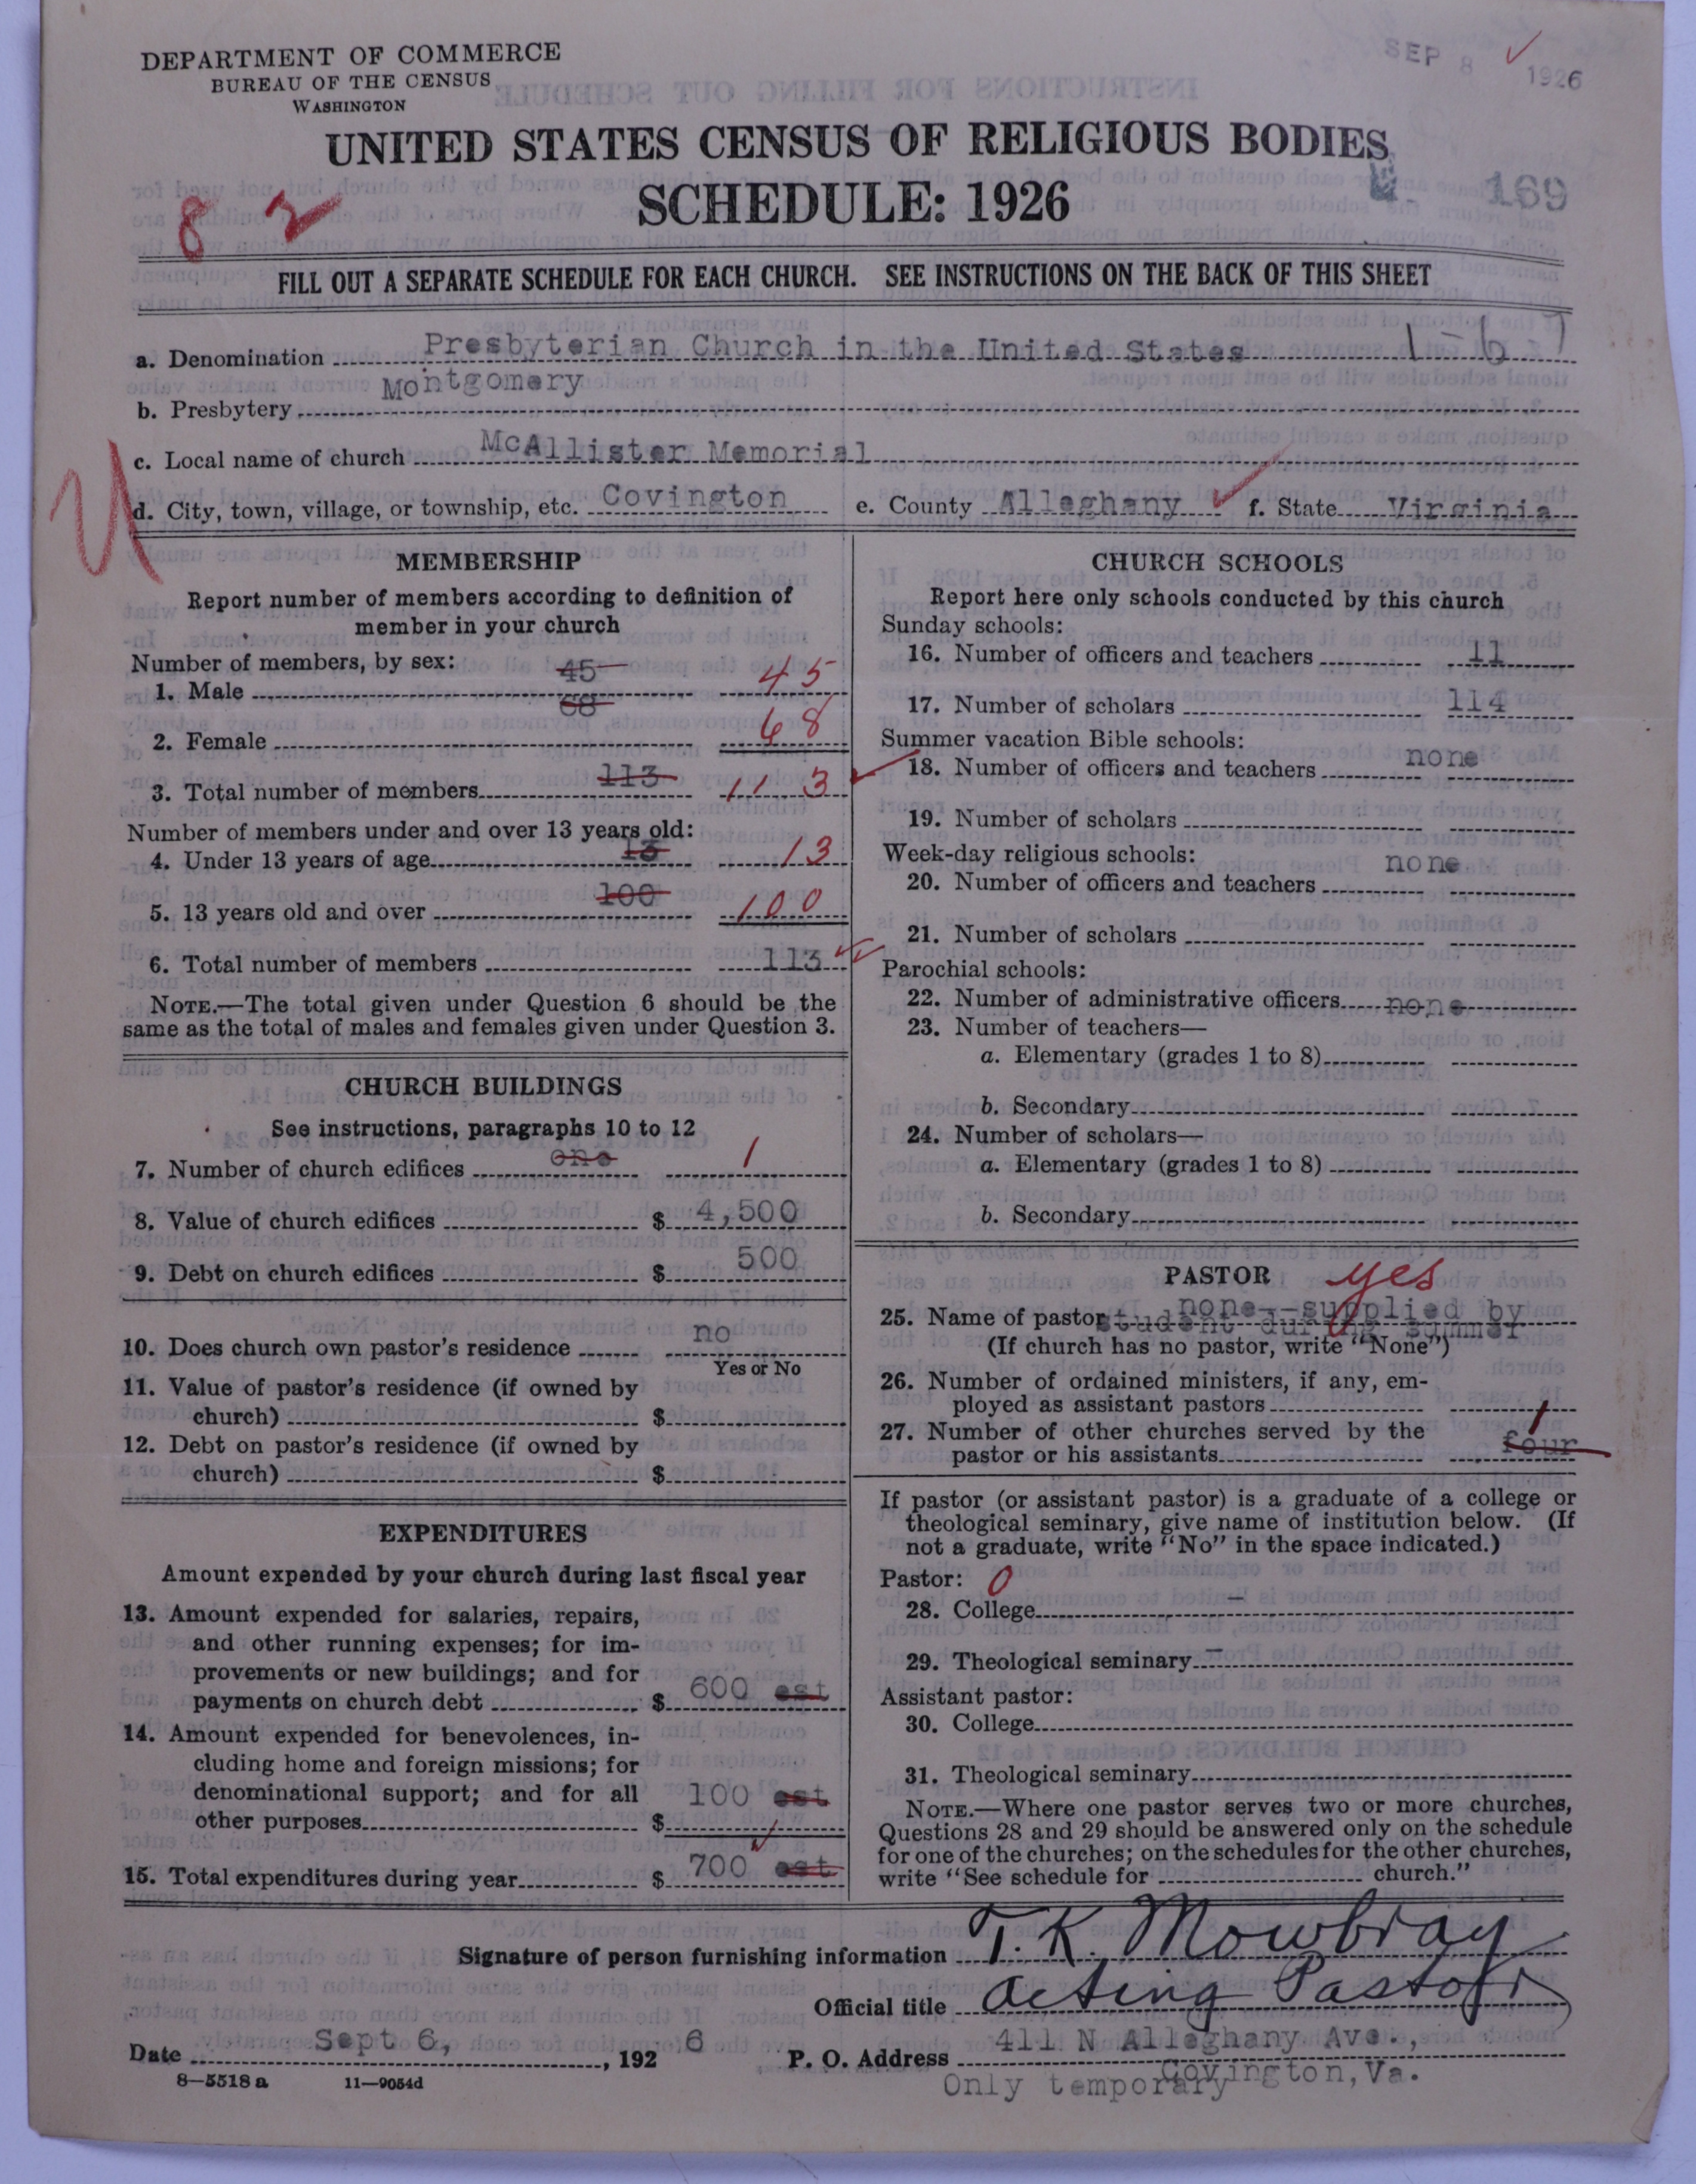 DEPARTMENT OF COMMERCE
BUREAU OF THE CENSUS
WASHINGTON
SEP 8 1926
UNITED STATES CENSUS OF RELIGIOUS BODIES
SCHEDULE: 1926
169
8 2
FILL OUT A SEPARATE SCHEDULE FOR EACH CHURCH. SEE INSTRUCTIONS ON THE BACK OF THIS SHEET
a. Denomination Presbyterian Church in the United States 1-67
b. Presbytery Montgomery
c. Local name of church McAllister Memorial
d. City, town, village, or township, etc. Covington e. County Alleghany f. State Virginia
MEMBERSHIP
Report number of members according to definition of
member in your church
Number of members, by sex:
1. Male 45 45
2. Female 68 68
3. Total number of members 113 113
Number of members under and over 13 years old:
4. Under 13 years of age 13 13
5. 13 years old and over 100 100
6. Total number of members 113
NOTE.—The total given under Question 6 should be the
same as the total of males and females given under Question 3.
CHURCH BUILDINGS
See instructions, paragraphs 10 to 12
7. Number of church edifices one 1
8. Value of church edifices $ 4,500
9. Debt on church edifices $ 500
10. Does church own pastor's residence no
Yes or No
11. Value of pastor's residence (if owned by
church) $
12. Debt on pastor's residence (if owned by
church) $
EXPENDITURES
Amount expended by your church during last fiscal year
13. Amount expended for salaries, repairs,
and other running expenses; for im-
provements or new buildings; and for
payments on church debt $ 600 est
14. Amount expended for benevolences, in-
cluding home and foreign missions; for
denominational support; and for all
other purposes $ 100 est
15. Total expenditures during year $ 700 est
CHURCH SCHOOLS
Report here only schools conducted by this church
Sunday schools:
16. Number of officers and teachers 11
17. Number of scholars 114
Summer vacation Bible schools:
18. Number of officers and teachers none
19. Number of scholars
Week-day religious schools:
20. Number of officers and teachers none
21. Number of scholars
Parochial schools:
22. Number of administrative officers none
23. Number of teachers—
a. Elementary (grades 1 to 8)
b. Secondary
24. Number of scholars—
a. Elementary (grades 1 to 8)
b. Secondary
PASTOR yes
25. Name of pastor none--supplied by
student during summer
(If church has no pastor, write "None")
26. Number of ordained ministers, if any, em-
ployed as assistant pastors
27. Number of other churches served by the 1
pastor or his assistants four
If pastor (or assistant pastor) is a graduate of a college or
theological seminary, give name of institution below. (If
not a graduate, write "No" in the space indicated.)
Pastor: 0
28. College –
29. Theological seminary –
Assistant pastor:
30. College
31. Theological seminary
NOTE.—Where one pastor serves two or more churches,
Questions 28 and 29 should be answered only on the schedule
for one of the churches; on the schedules for the other churches,
write "See schedule for church."
Signature of person furnishing information T. K. Mowbray
Official title Acting Pastor
Date Sept 6, 1926 P. O. Address 411 N Alleghany Ave.,
Covington, Va.
Only temporary
8—5518a 11—9054d